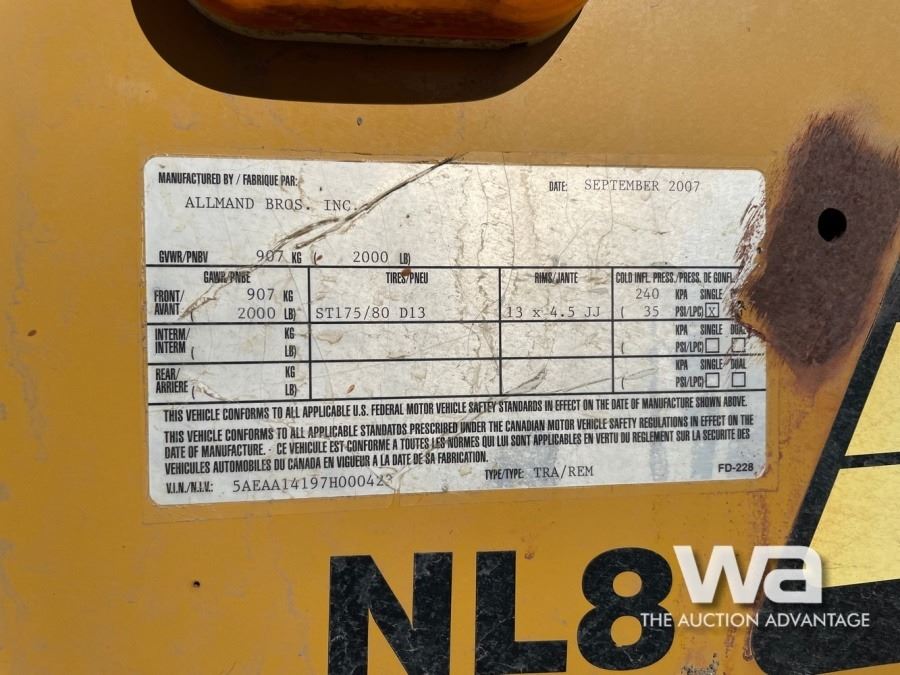 MANUFACTURED BY / FABRIQUE PAR: DATE: SEPTEMBER 2007
ALLMAND BROS. INC.
GVWR/PNBV 907 KG ( 2000 LB)
GAWR/PNBE TIRES/PNEU RIMS/JANTE COLD INFL. PRESS./PRESS. DE GONFL.
FRONT/ 907 KG 240 KPA SINGLE
AVANT 2000 LB) ST175/80 D13 13 x 4.5 JJ ( 35 PSI/LPC) X
INTERM/ KG KPA SINGLE DUAL
INTERM ( LB) ( PSI/LPC)
REAR/ KG KPA SINGLE DUAL
ARRIERE ( LB) ( PSI/LPC)
THIS VEHICLE CONFORMS TO ALL APPLICABLE U.S. FEDERAL MOTOR VEHICLE SAFTEY STANDARDS IN EFFECT ON THE DATE OF MANUFACTURE SHOWN ABOVE.
THIS VEHICLE CONFORMS TO ALL APPLICABLE STANDATDS PRESCRIBED UNDER THE CANADIAN MOTOR VEHICLE SAFETY REGULATIONS IN EFFECT ON THE
DATE OF MANUFACTURE. - CE VEHICULE EST CONFORME A TOUTES LES NORMES QUI LUI SONT APPLICABLES EN VERTU DU REGLEMENT SUR LA SECURITE DES
VEHICULES AUTOMOBILES DU CANADA EN VIGUEUR A LA DATE DE SA FABRICATION.
V.I.N./N.I.V.: 5AEAA14197H000423 TYPE/TYPE: TRA/REM FD-228
NL8
wa
THE AUCTION ADVANTAGE